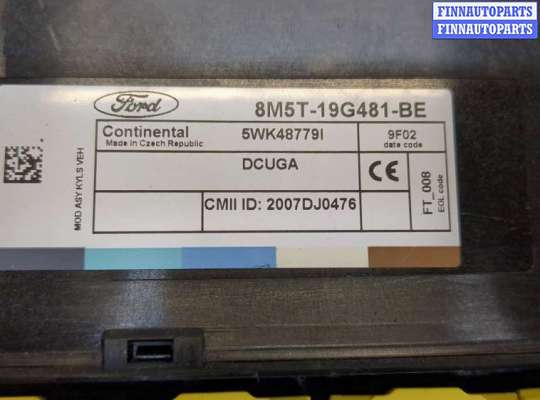 FINNAUTOPARTS
FINNAUTOPARTS
Ford
8M5T-19G481-BE
Continental
Made in Czech Republic
5WK48779I
9F02
date code
DCUGA
CE
CMII ID: 2007DJ0476
MOD ASY KYLS VEH
FT_008
EOL code